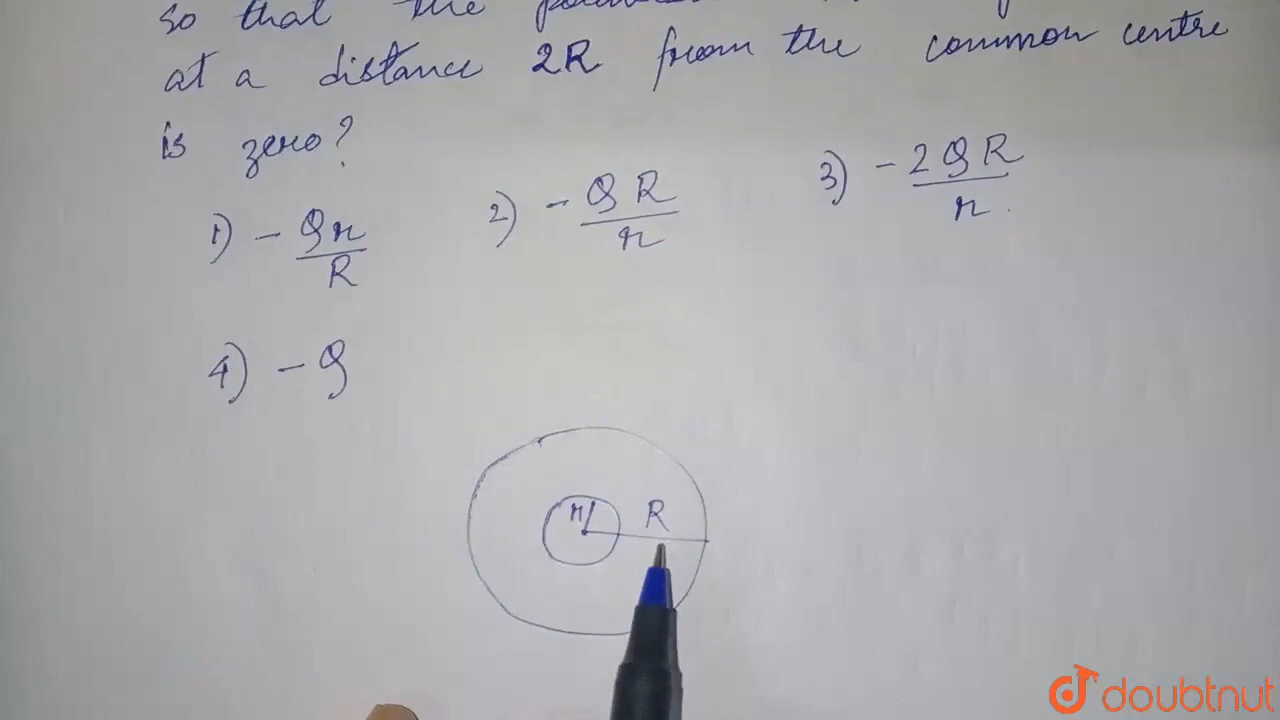 so that the
at a distance 2R from the common centre
is zero?
1) - Qr/R 2) - QR/r 3) - 2QR/r
4) - Q
r R
doubtnut